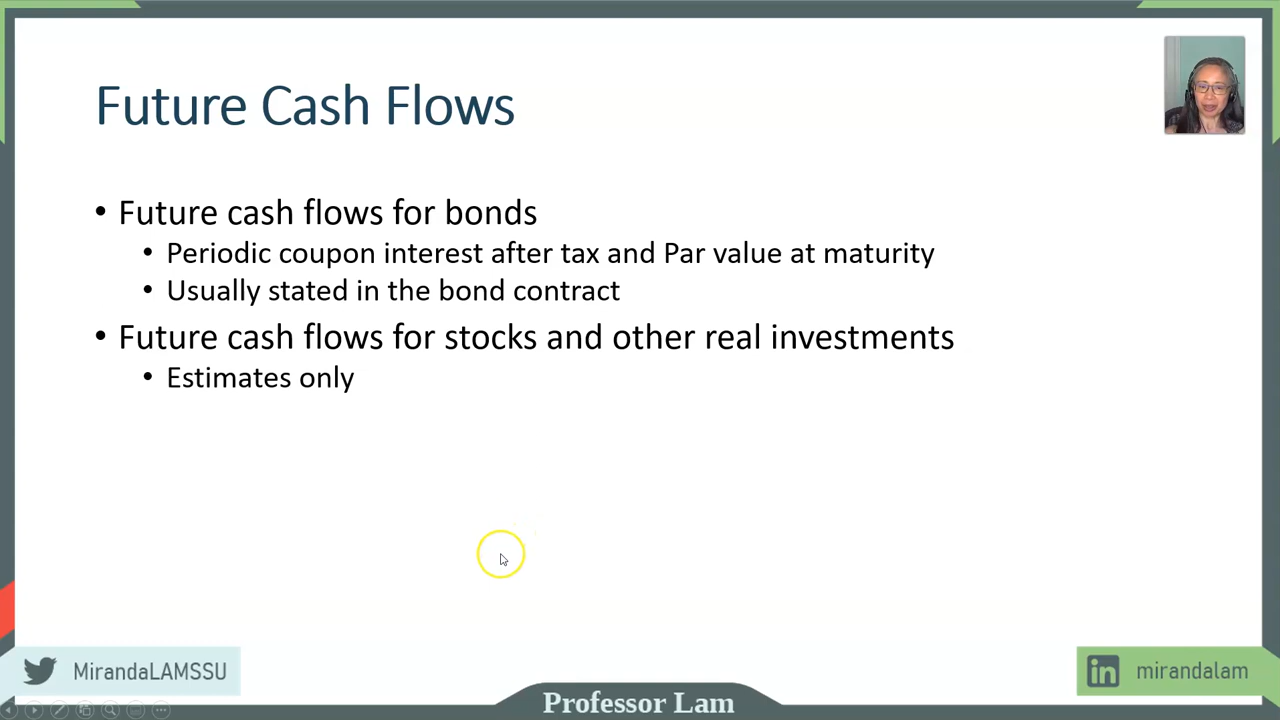 Future Cash Flows
• Future cash flows for bonds
• Periodic coupon interest after tax and Par value at maturity
• Usually stated in the bond contract
• Future cash flows for stocks and other real investments
• Estimates only
MirandaLAMSSU
in mirandalam
Professor Lam